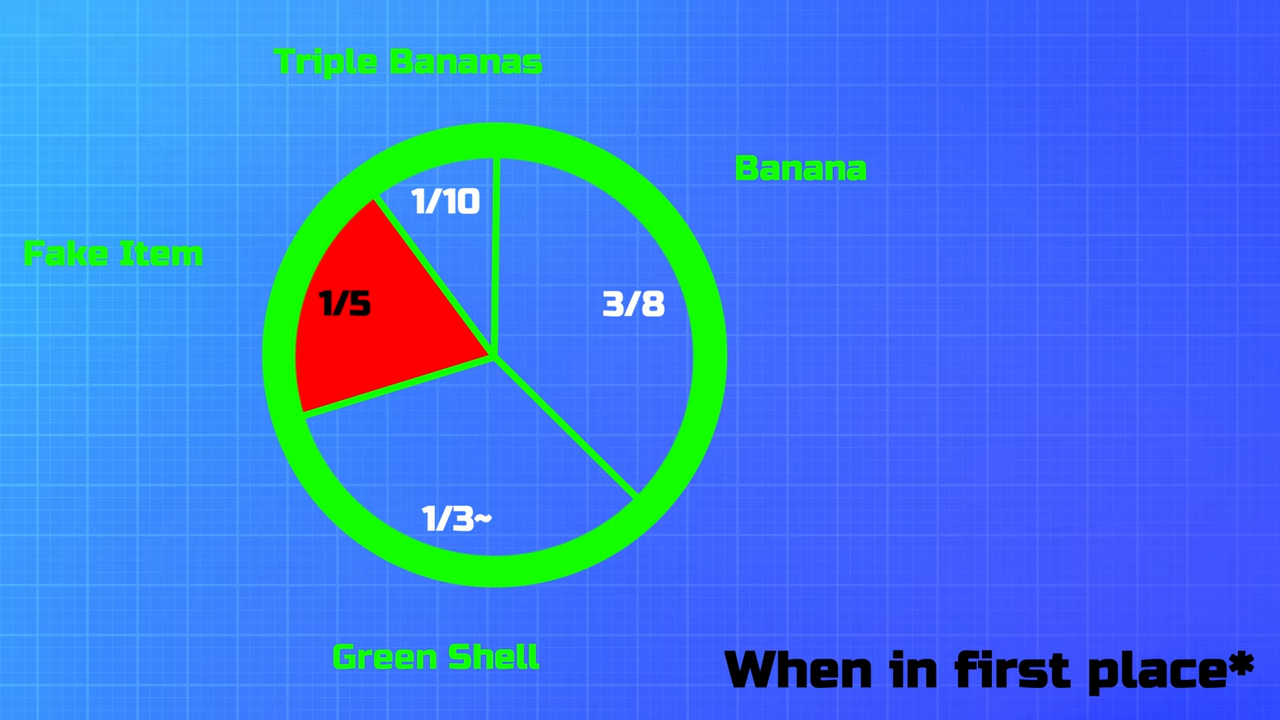 Triple Bananas
Banana
1/10
Fake Item
1/5
3/8
1/3~
Green Shell
When in first place*